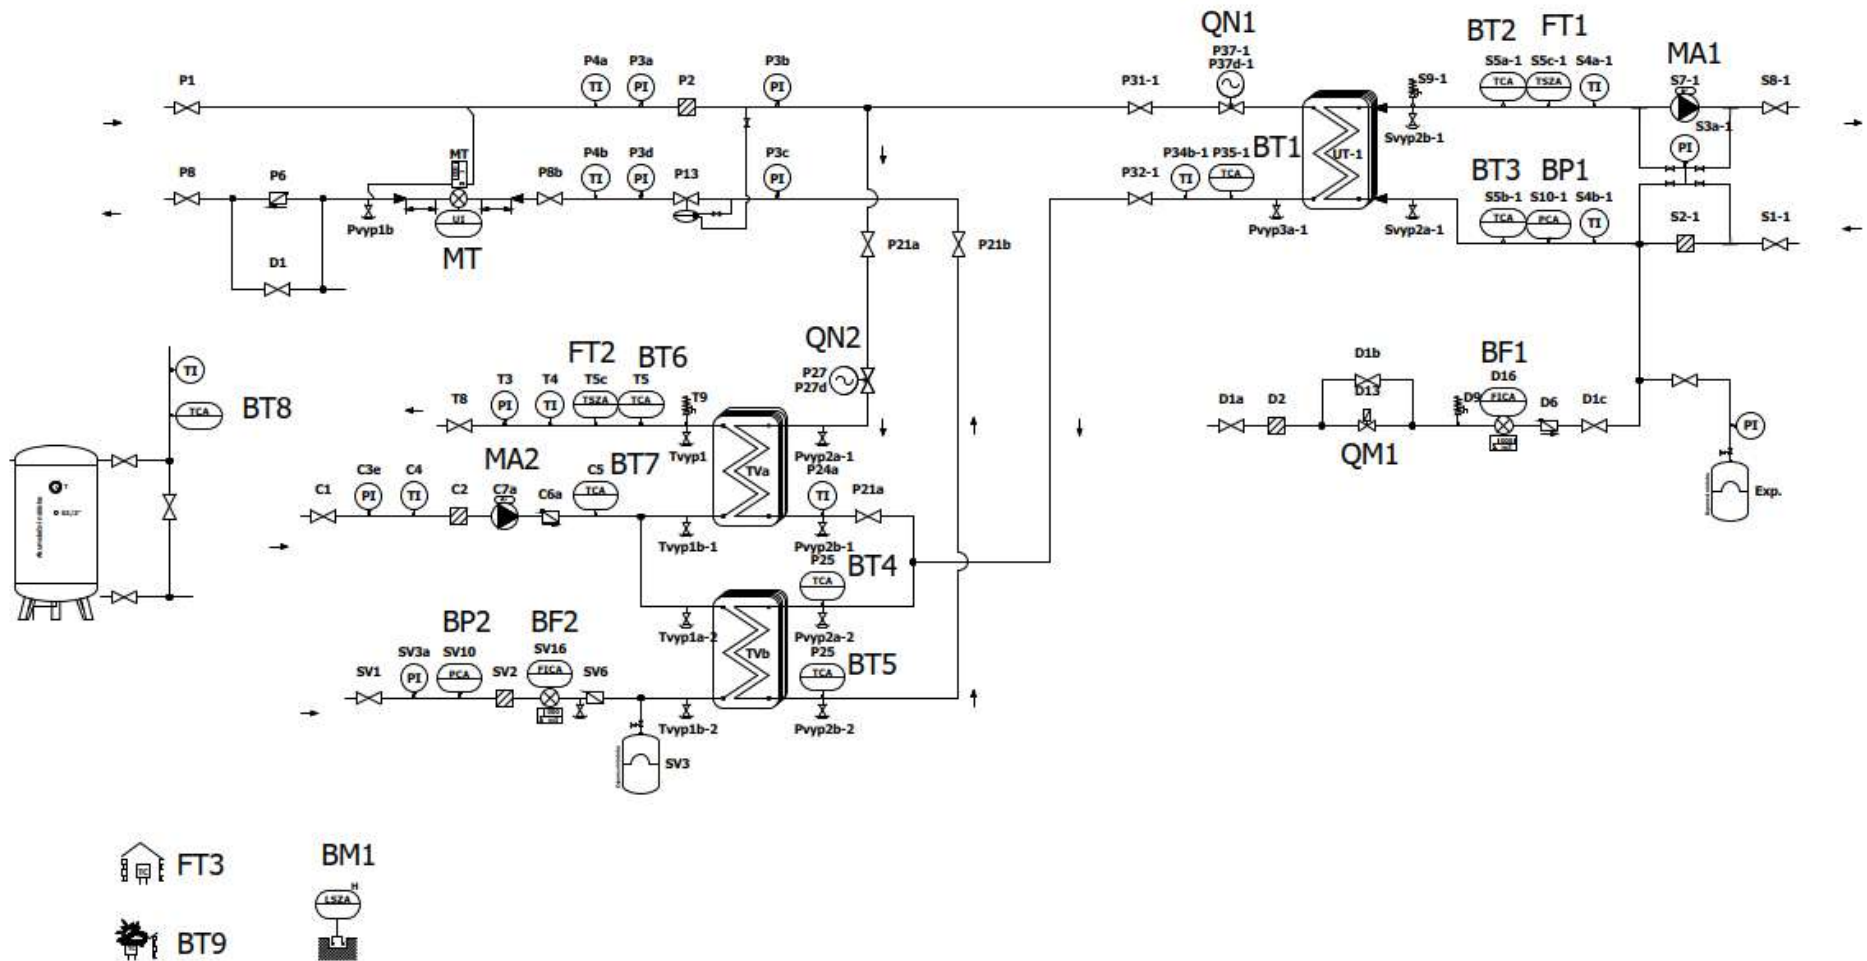 QN1
BT2 FT1
MA1
P37-1
P37d-1
P4a P3a P2 P3b
P1
P31-1
S9-1
S5a-1 S5c-1 S4a-1
S7-1
S8-1
TI PI PI
TCA TSZA TI
Svyp2b-1
S3a-1
PI
MT
P8 P6
P8b
P4b P3d P13 P3c
TI PI PI
P32-1
P34b-1 P35-1
BT1
TI TCA
UT-1
BT3 BP1
S5b-1 S10-1 S4b-1
TCA PCA TI
S2-1 S1-1
Pvyp1b
UI
MT
Pvyp3a-1
Svyp2a-1
P21a P21b
D1
QN2
P27
P27d
FT2 BT6
T8 T3 T4 T5c T5 T9
PI TI TSZA TCA
TI
TCA
BT8
Tvyp1
TVa
Pvyp2a-1
P24a
TI
P21a
BF1
D1b
D13
D16
FICA
D1a D2 D9 D6 D1c
QM1
PI
Exp.
MA2 BT7
C1 C3e C4 C2 C7a C6a C5
PI TI TCA
Tvyp1b-1
Pvyp2b-1
P25
BT4
TCA
Tvyp1a-2
Pvyp2a-2
P25
BT5
TCA
TVb
BP2 BF2
SV1 SV3a SV10 SV2 SV16 SV6
PI PCA FICA
Tvyp1b-2
Pvyp2b-2
SV3
FT3
TC
BM1
H
LSZA
BT9